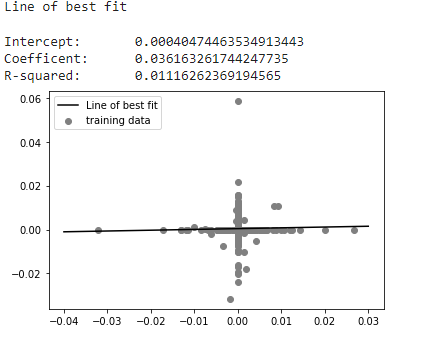 Line of best fit
Intercept: 0.00040474463534913443
Coefficent: 0.036163261744247735
R-squared: 0.01116262369194565
0.06
Line of best fit
training data
0.04
0.02
0.00
−0.02
−0.04 −0.03 −0.02 −0.01 0.00 0.01 0.02 0.03